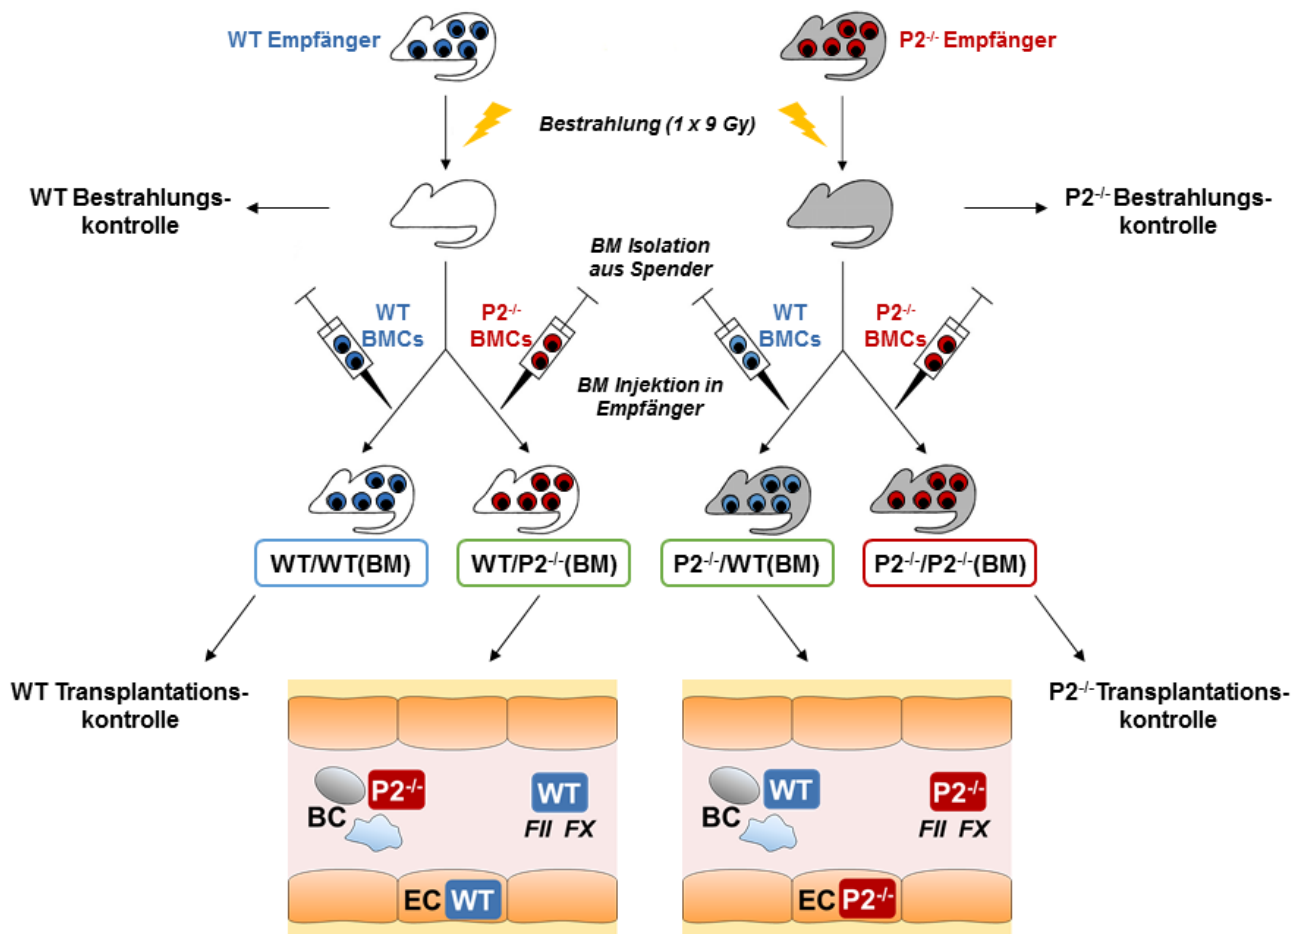 WT Empfänger
P2-/- Empfänger
Bestrahlung (1 x 9 Gy)
WT Bestrahlungs-
kontrolle
P2-/- Bestrahlungs-
kontrolle
BM Isolation
aus Spender
WT
BMCs
P2-/-
BMCs
WT
BMCs
P2-/-
BMCs
BM Injektion in
Empfänger
WT/WT(BM)
WT/P2-/-(BM)
P2-/-/WT(BM)
P2-/-/P2-/-(BM)
WT Transplantations-
kontrolle
P2-/- Transplantations-
kontrolle
P2-/-
BC
WT
FII FX
EC WT
WT
BC
P2-/-
FII FX
EC P2-/-